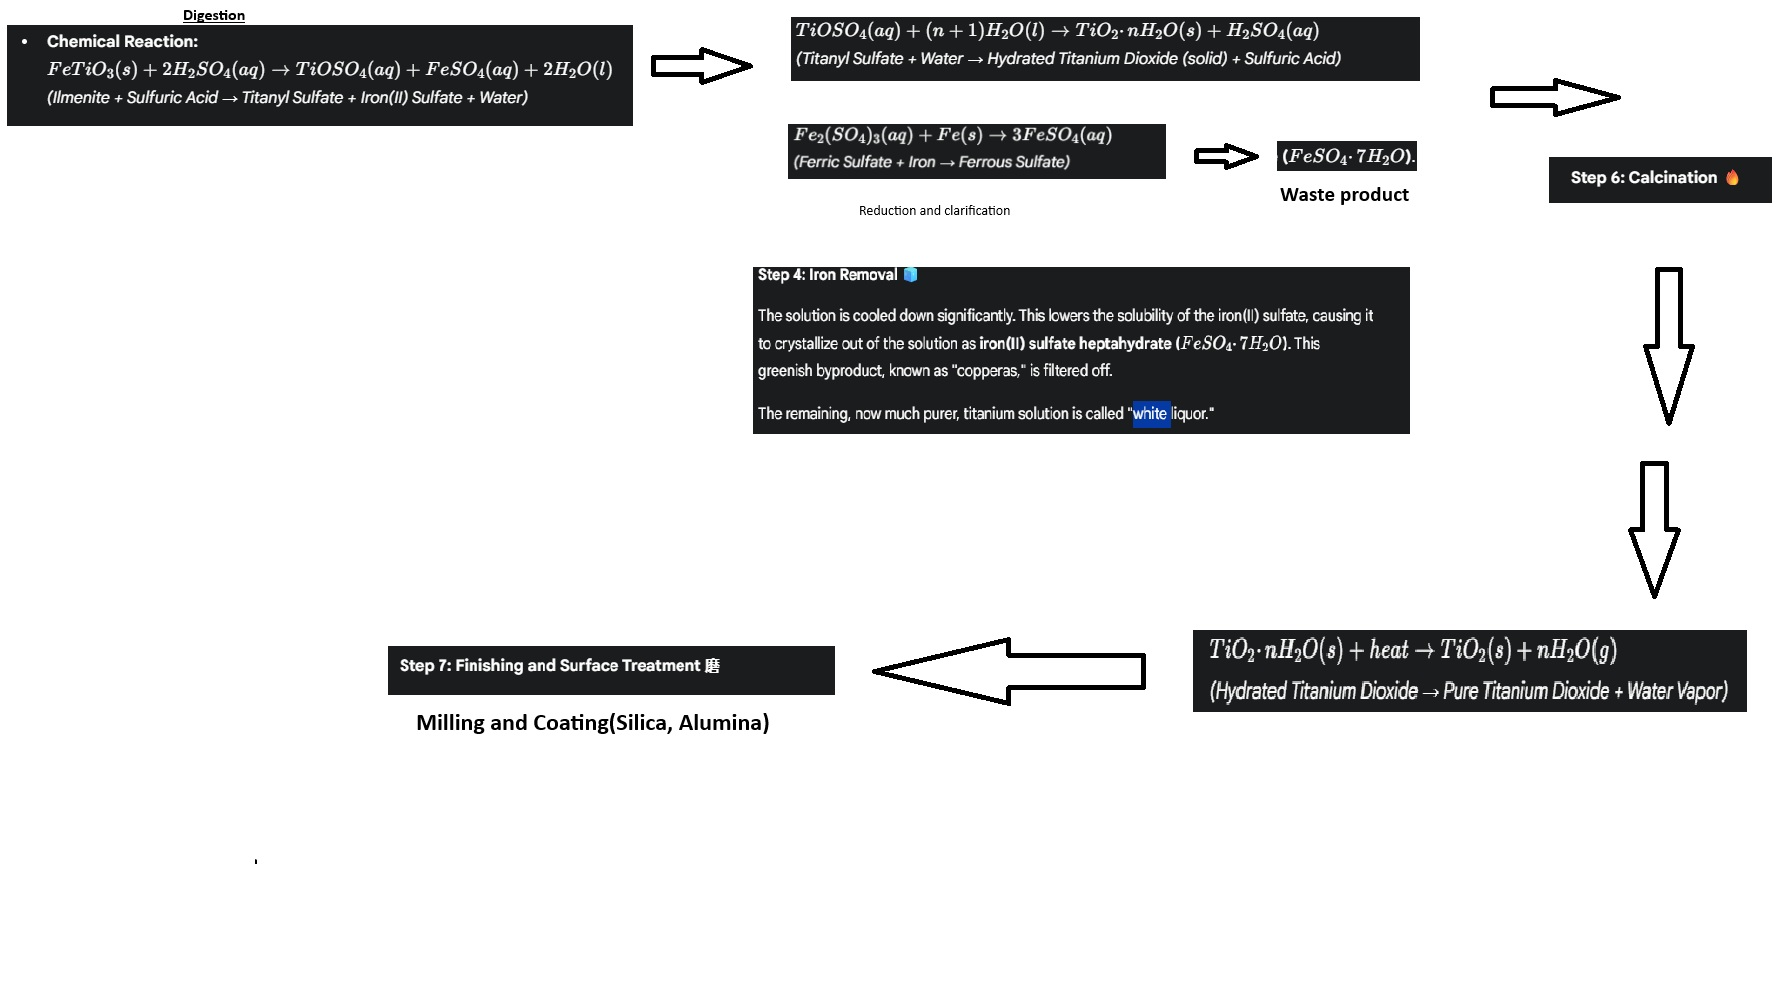 Digestion
• Chemical Reaction:
FeTiO₃(s) + 2H₂SO₄(aq) → TiOSO₄(aq) + FeSO₄(aq) + 2H₂O(l)
(Ilmenite + Sulfuric Acid → Titanyl Sulfate + Iron(II) Sulfate + Water)
TiOSO₄(aq) + (n + 1)H₂O(l) → TiO₂·nH₂O(s) + H₂SO₄(aq)
(Titanyl Sulfate + Water → Hydrated Titanium Dioxide (solid) + Sulfuric Acid)
Fe₂(SO₄)₃(aq) + Fe(s) → 3FeSO₄(aq)
(Ferric Sulfate + Iron → Ferrous Sulfate)
(FeSO₄·7H₂O).
Waste product
Reduction and clarification
Step 6: Calcination 🔥
Step 4: Iron Removal 🧊
The solution is cooled down significantly. This lowers the solubility of the iron(II) sulfate, causing it
to crystallize out of the solution as iron(II) sulfate heptahydrate (FeSO₄·7H₂O). This
greenish byproduct, known as "copperas," is filtered off.
The remaining, now much purer, titanium solution is called "white liquor."
TiO₂·nH₂O(s) + heat → TiO₂(s) + nH₂O(g)
(Hydrated Titanium Dioxide → Pure Titanium Dioxide + Water Vapor)
Step 7: Finishing and Surface Treatment 磨
Milling and Coating(Silica, Alumina)